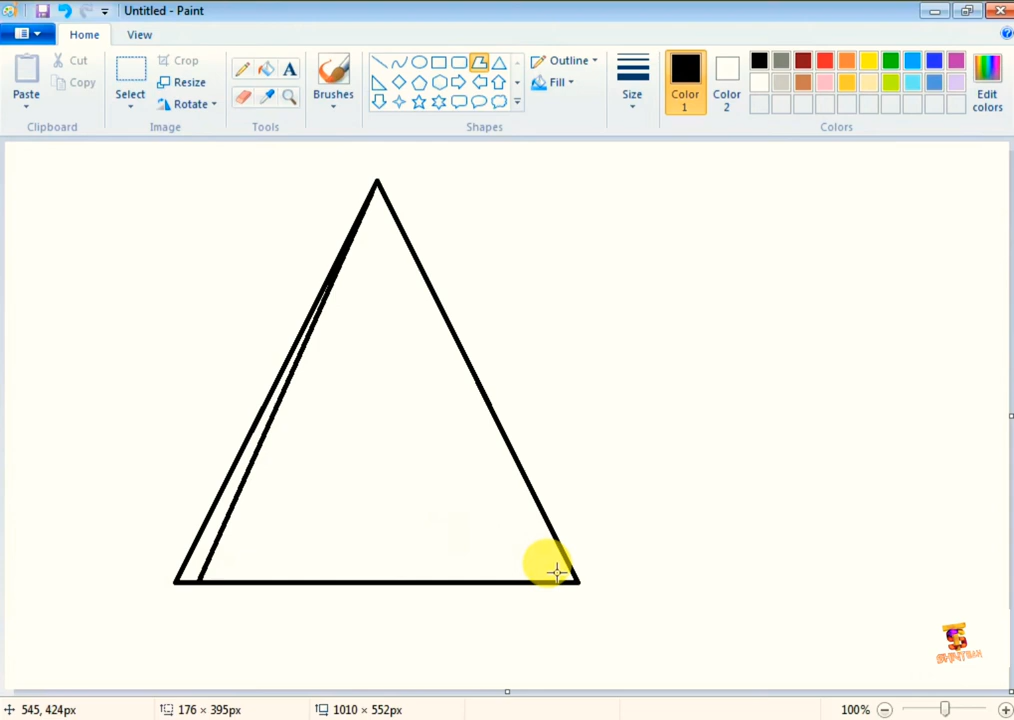 Untitled - Paint
Home
View
Paste
Cut
Copy
Clipboard
Select
Crop
Resize
Rotate
Image
A
Tools
Brushes
Outline
Fill
Shapes
Size
Color 1
Color 2
Edit colors
Colors
545, 424px
176 × 395px
1010 × 552px
100%